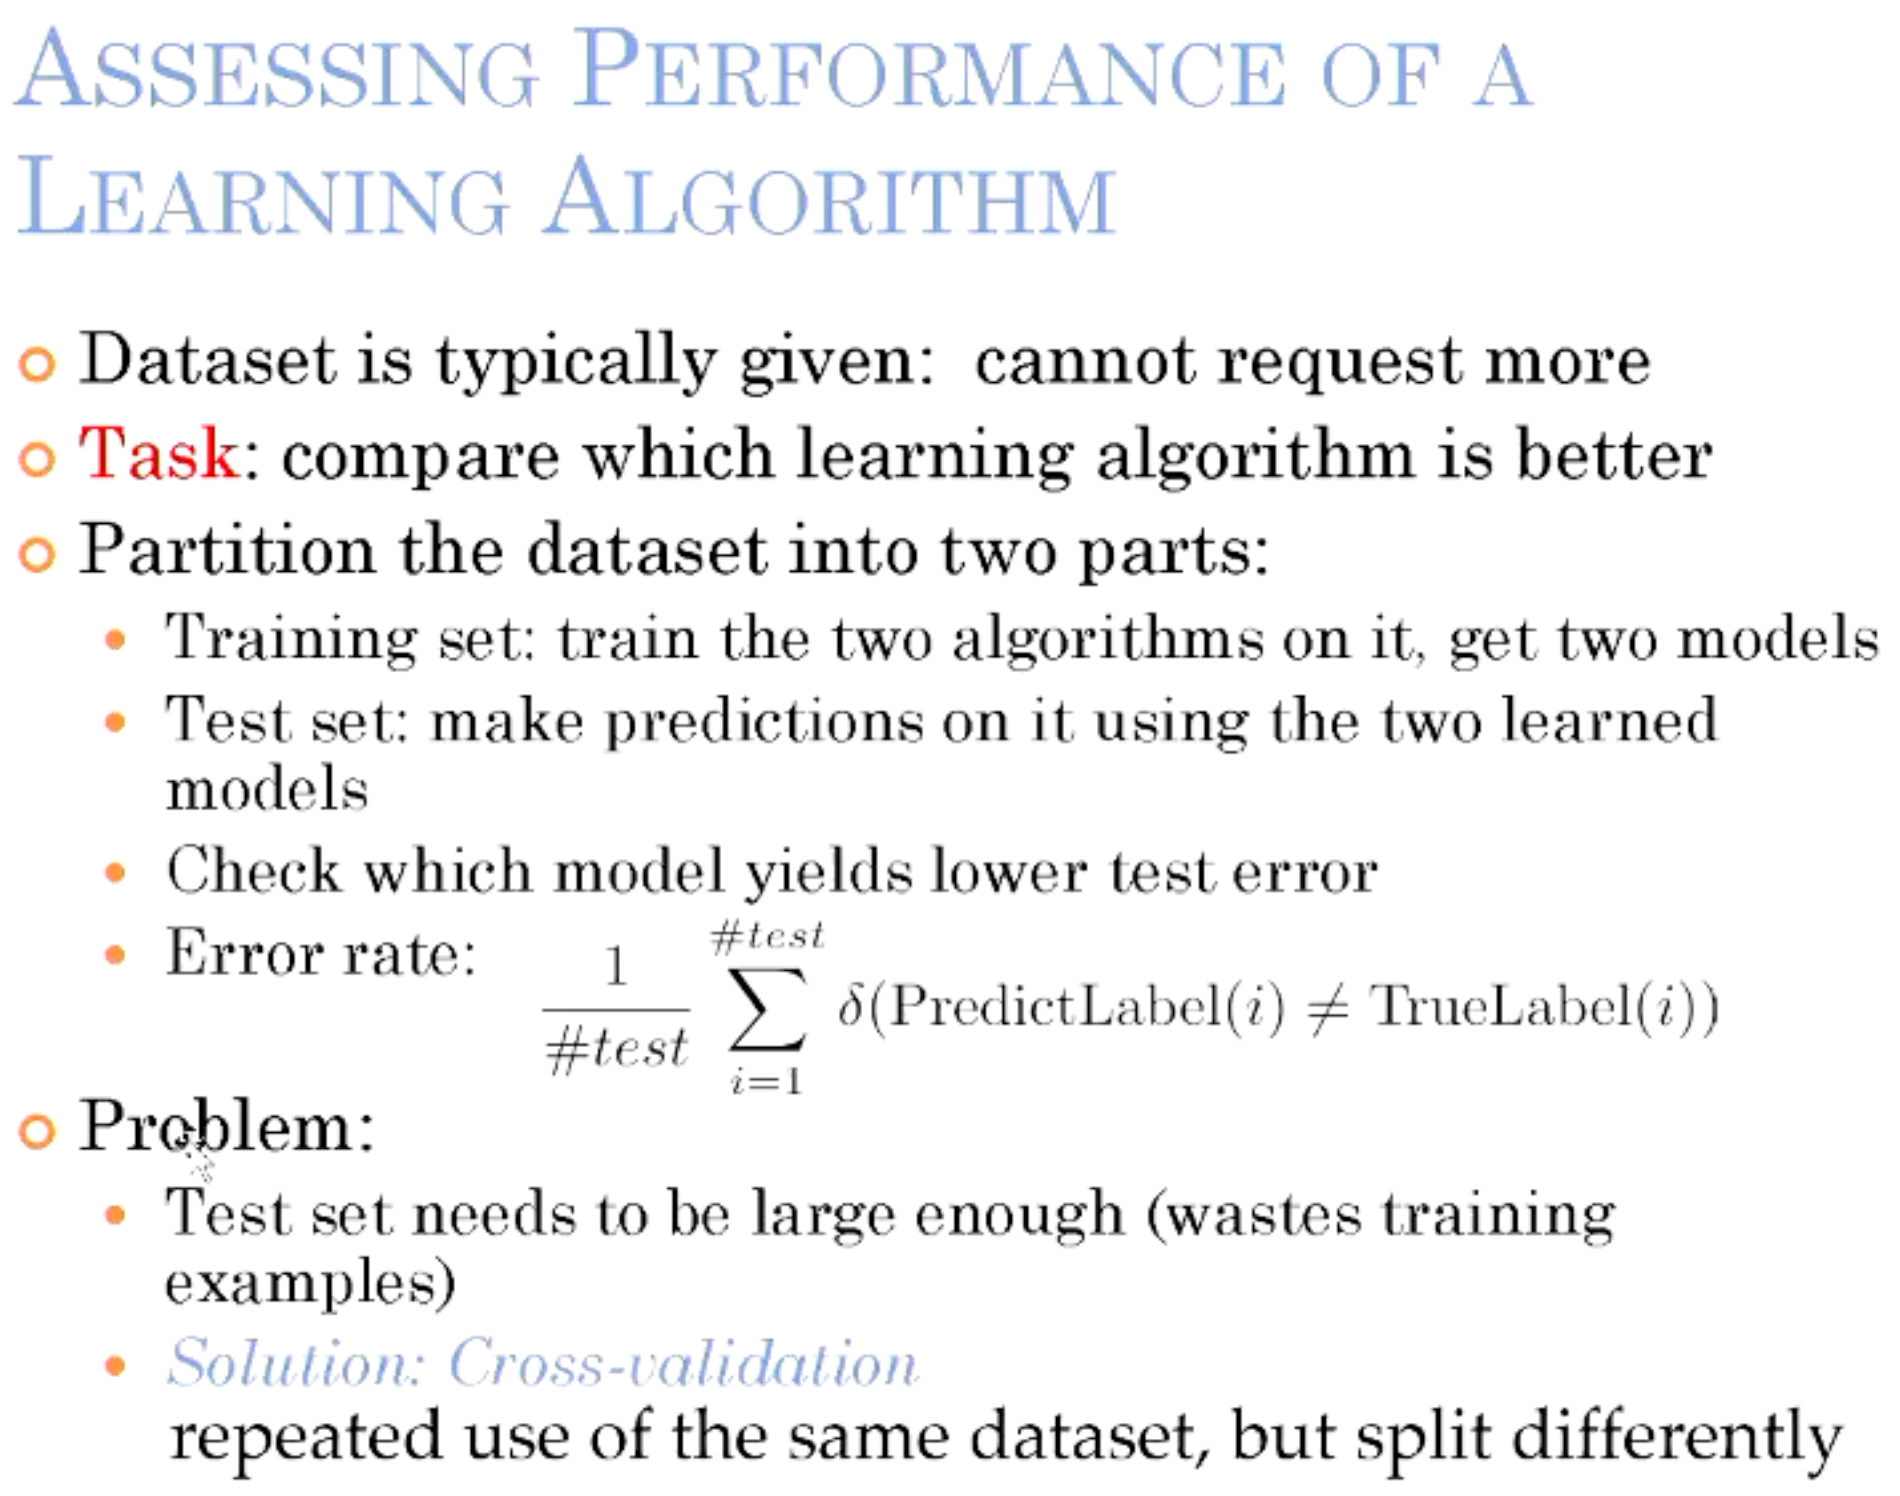 ASSESSING PERFORMANCE OF A
LEARNING ALGORITHM
Dataset is typically given: cannot request more
Task: compare which learning algorithm is better
Partition the dataset into two parts:
Training set: train the two algorithms on it, get two models
Test set: make predictions on it using the two learned
models
Check which model yields lower test error
Error rate: \frac{1}{\#test} \sum_{i=1}^{\#test} δ(PredictLabel(i) ≠ TrueLabel(i))
Problem:
Test set needs to be large enough (wastes training
examples)
Solution: Cross-validation
repeated use of the same dataset, but split differently